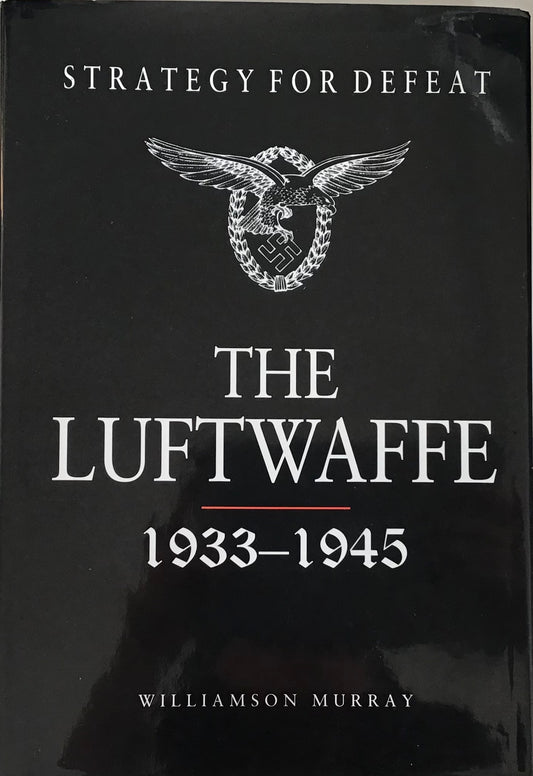 STRATEGY FOR DEFEAT
THE
LUFTWAFFE
1933–1945
WILLIAMSON MURRAY